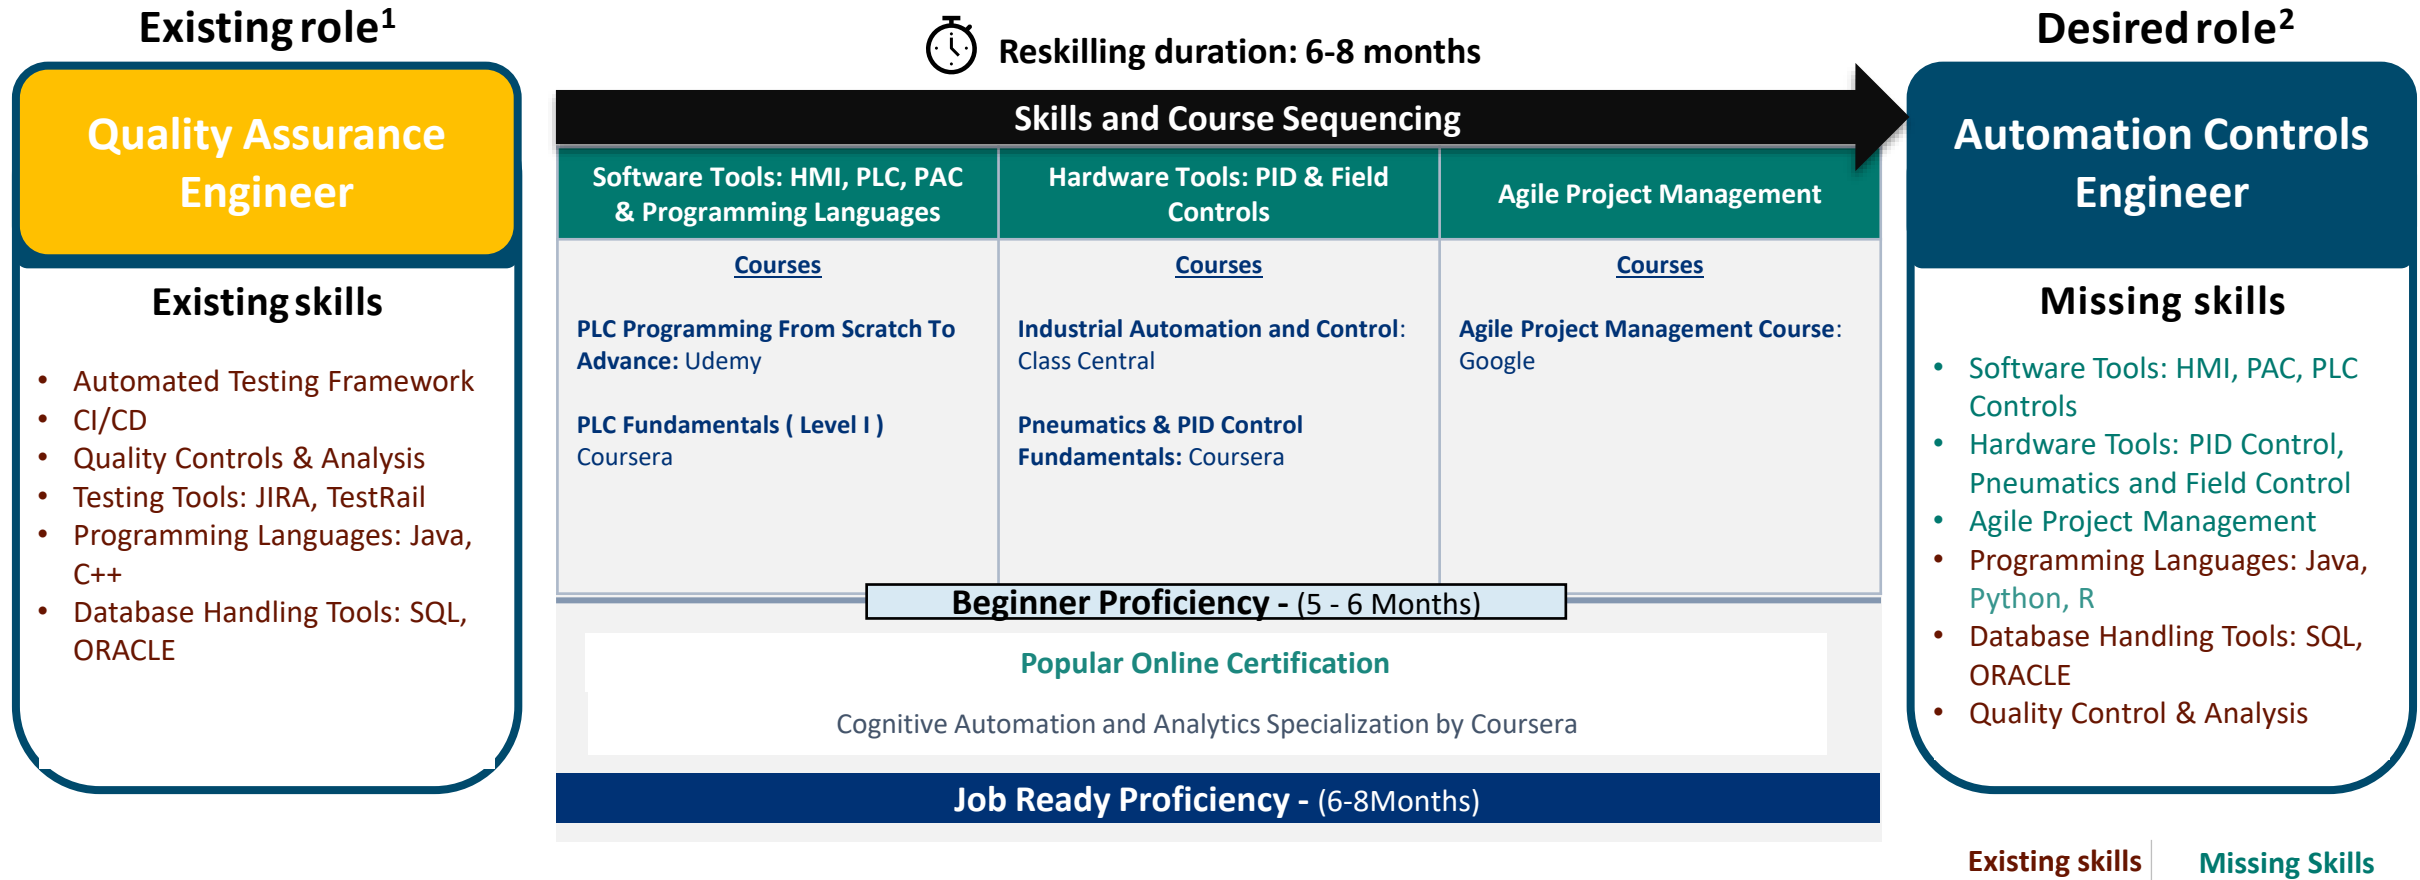 Existing role1
Quality Assurance
Engineer
Existing skills
• Automated Testing Framework
• CI/CD
• Quality Controls & Analysis
• Testing Tools: JIRA, TestRail
• Programming Languages: Java,
C++
• Database Handling Tools: SQL,
ORACLE
Reskilling duration: 6-8 months
Skills and Course Sequencing
Software Tools: HMI, PLC, PAC
& Programming Languages
Courses
PLC Programming From Scratch To
Advance: Udemy
PLC Fundamentals ( Level I )
Coursera
Hardware Tools: PID & Field
Controls
Courses
Industrial Automation and Control:
Class Central
Pneumatics & PID Control
Fundamentals: Coursera
Agile Project Management
Courses
Agile Project Management Course:
Google
Beginner Proficiency - (5 - 6 Months)
Popular Online Certification
Cognitive Automation and Analytics Specialization by Coursera
Job Ready Proficiency - (6-8Months)
Desired role2
Automation Controls
Engineer
Missing skills
• Software Tools: HMI, PAC, PLC
Controls
• Hardware Tools: PID Control,
Pneumatics and Field Control
• Agile Project Management
• Programming Languages: Java,
Python, R
• Database Handling Tools: SQL,
ORACLE
• Quality Control & Analysis
Existing skills
Missing Skills